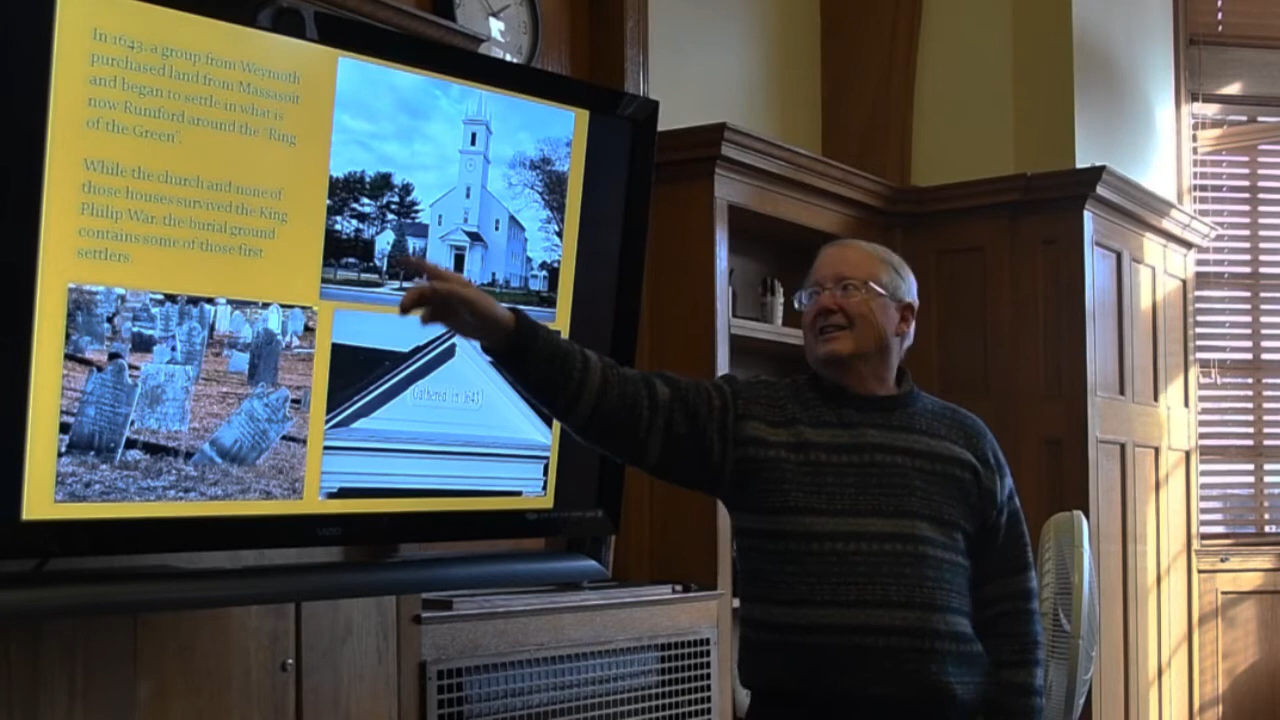 In 1643, a group from Weymoth
purchased land from Massasoit
and began to settle in what is
now Rumford around the "Ring
of the Green".
While the church and none of
those houses survived the King
Philip War, the burial ground
contains some of those first
settlers.
Gathered in 1643
VIZIO